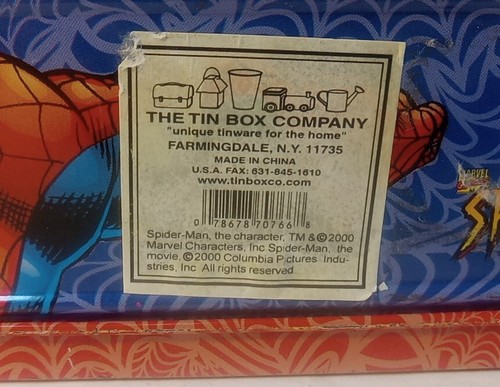 THE TIN BOX COMPANY
"unique tinware for the home"
FARMINGDALE, N.Y. 11735
MADE IN CHINA
U.S.A. FAX: 631-845-1610
www.tinboxco.com
0 78678 70766 8
Spider-Man, the character, TM & © 2000
Marvel Characters, Inc Spider-Man, the
movie, © 2000 Columbia Pictures Indu-
stries, Inc All rights reserved
MARVEL